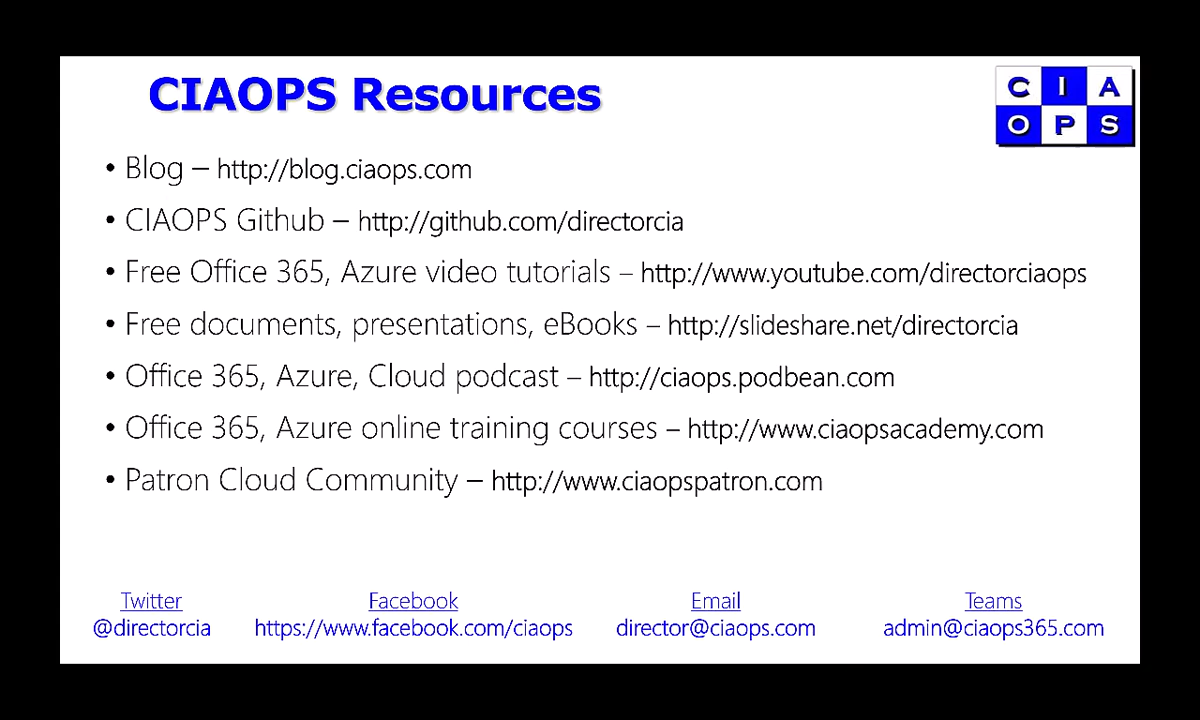 CIAOPS Resources
C I A
O P S
• Blog – http://blog.ciaops.com
• CIAOPS Github – http://github.com/directorcia
• Free Office 365, Azure video tutorials – http://www.youtube.com/directorciaops
• Free documents, presentations, eBooks – http://slideshare.net/directorcia
• Office 365, Azure, Cloud podcast – http://ciaops.podbean.com
• Office 365, Azure online training courses – http://www.ciaopsacademy.com
• Patron Cloud Community – http://www.ciaopspatron.com
Twitter
@directorcia
Facebook
https://www.facebook.com/ciaops
Email
director@ciaops.com
Teams
admin@ciaops365.com